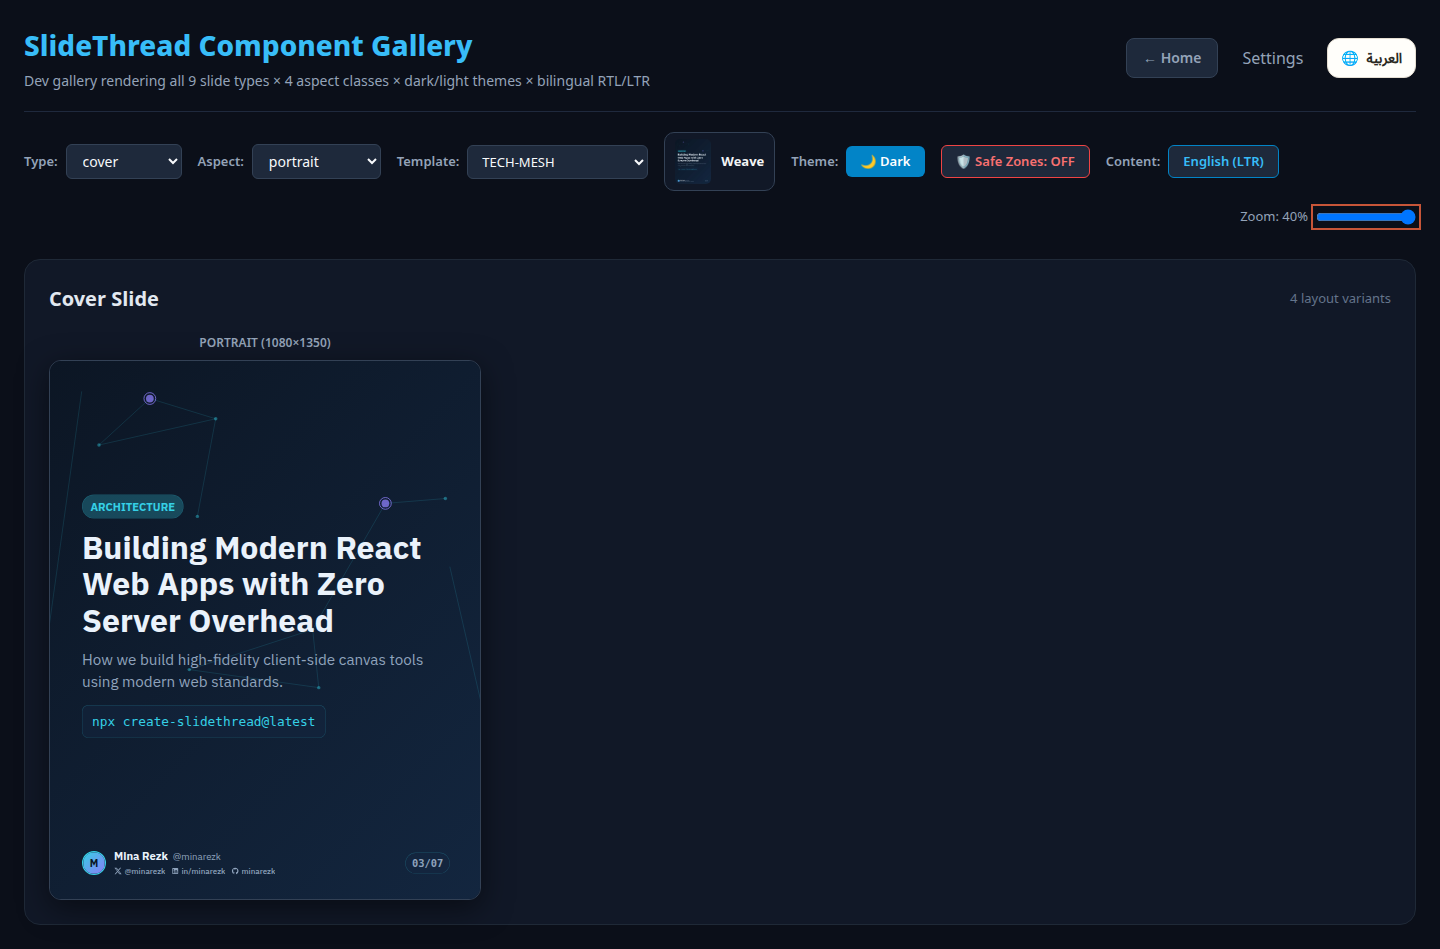 SlideThread Component Gallery
Dev gallery rendering all 9 slide types × 4 aspect classes × dark/light themes × bilingual RTL/LTR
← Home
Settings
🌐 العربية
Type: cover
Aspect: portrait
Template: TECH-MESH
Weave
Theme: 🌙 Dark
🛡️ Safe Zones: OFF
Content: English (LTR)
Zoom: 40%
Cover Slide
4 layout variants
PORTRAIT (1080×1350)
ARCHITECTURE
Building Modern React
Web Apps with Zero
Server Overhead
How we build high-fidelity client-side canvas tools
using modern web standards.
npx create-slidethread@latest
M
Mina Rezk @minarezk
@minarezk in/minarezk minarezk
03/07